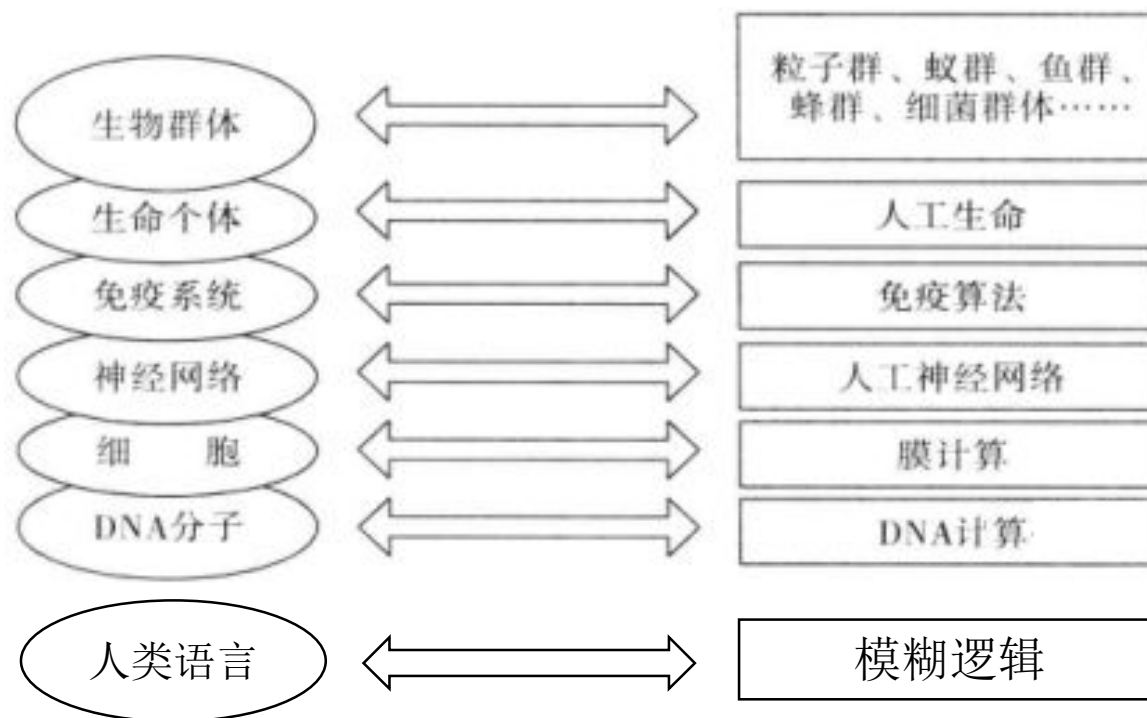 生物群体
粒子群、蚁群、鱼群、
蜂群、细菌群体……
生命个体
人工生命
免疫系统
免疫算法
神经网络
人工神经网络
细 胞
膜计算
DNA分子
DNA计算
人类语言
模糊逻辑